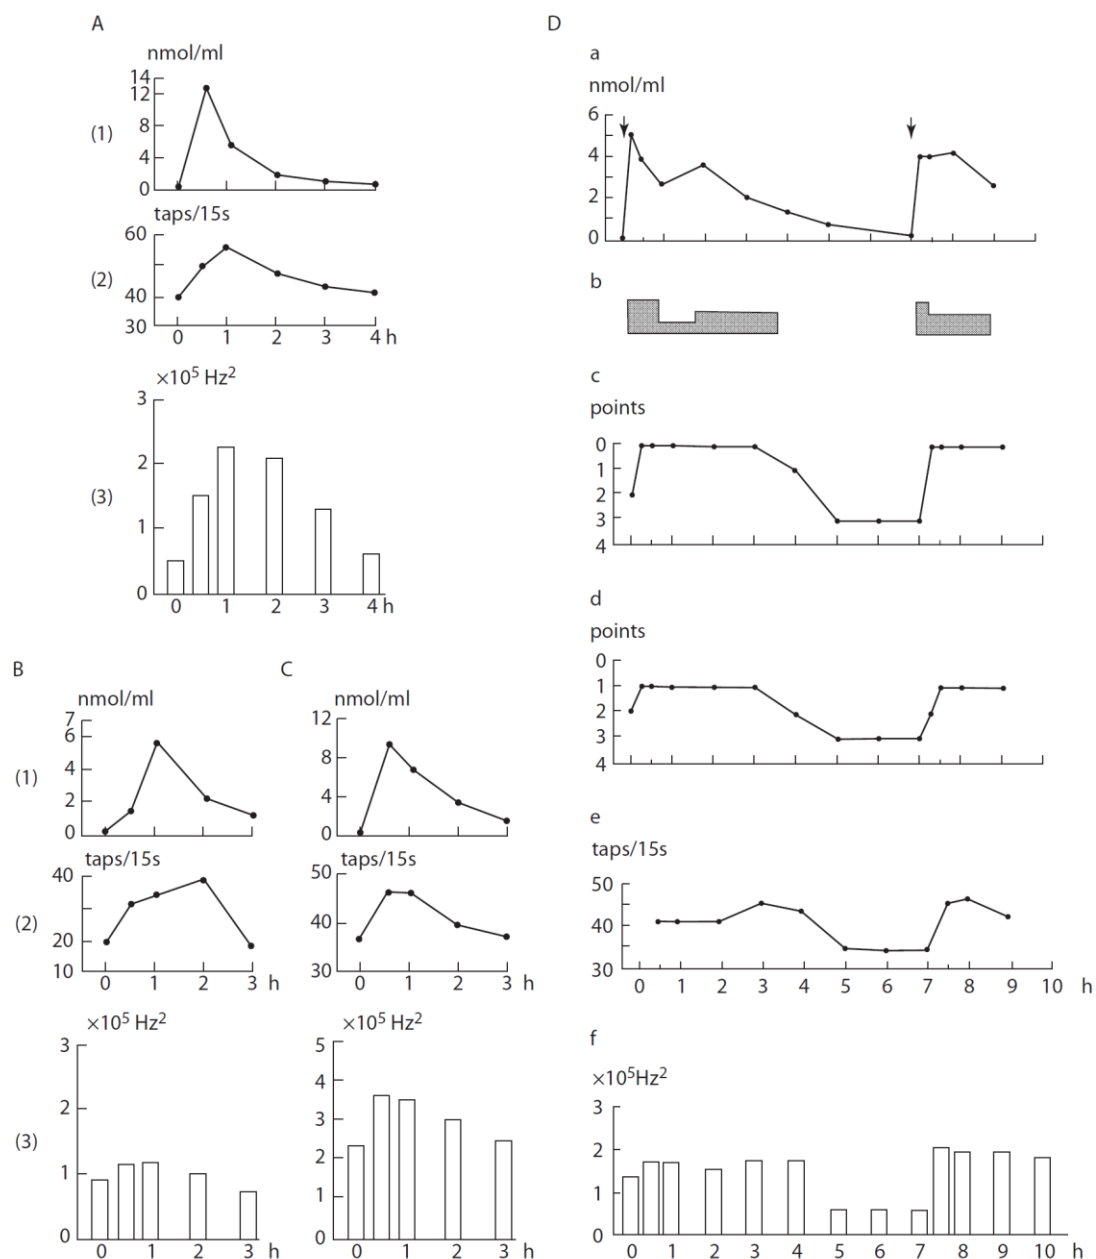 A
nmol/ml
14
12
8
4
0
(1)
taps/15s
60
40
30
(2)
0 1 2 3 4 h
×10⁵ Hz²
3
2
1
0
(3)
0 1 2 3 4 h
B
nmol/ml
7
6
4
2
0
(1)
taps/15s
40
20
10
(2)
0 1 2 3 h
×10⁵ Hz²
3
2
1
0
(3)
0 1 2 3 h
C
nmol/ml
12
8
4
0
taps/15s
50
40
30
0 1 2 3 h
×10⁵ Hz²
5
4
3
2
1
0
0 1 2 3 h
D
a
nmol/ml
6
4
2
0
b
c
points
0
1
2
3
4
d
points
0
1
2
3
4
e
taps/15s
50
40
30
0 1 2 3 4 5 6 7 8 9 10 h
f
×10⁵Hz²
3
2
1
0
0 1 2 3 4 5 6 7 8 9 10 h